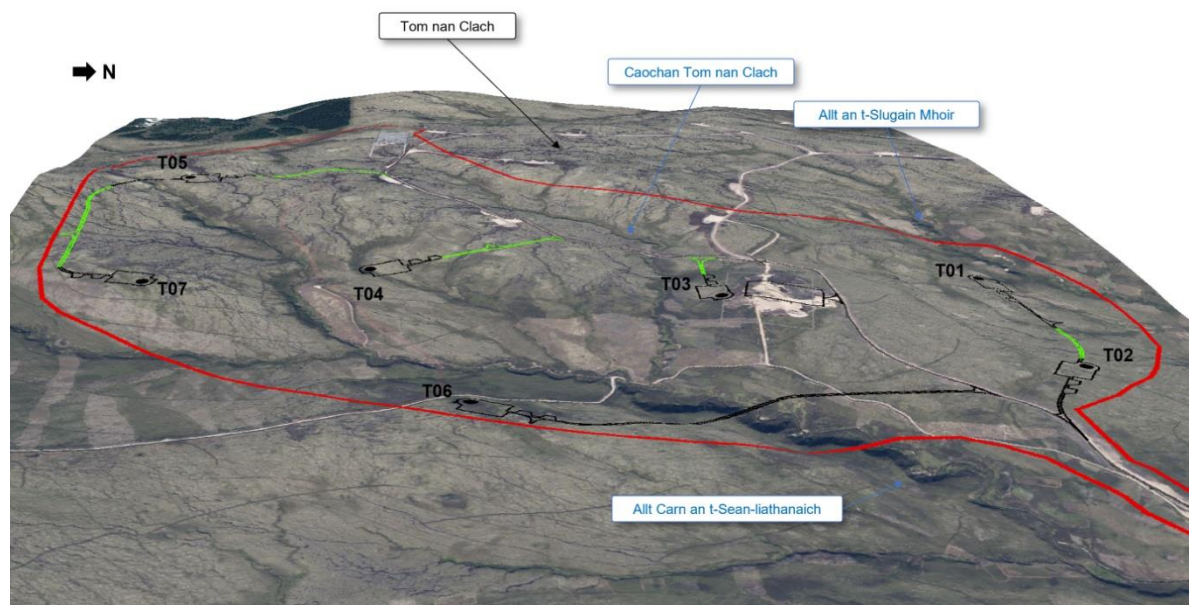 Tom nan Clach
N
Caochan Tom nan Clach
Allt an t-Slugain Mhoir
T05
T01
T07
T04
T03
T02
T06
Allt Carn an t-Sean-liathanaich